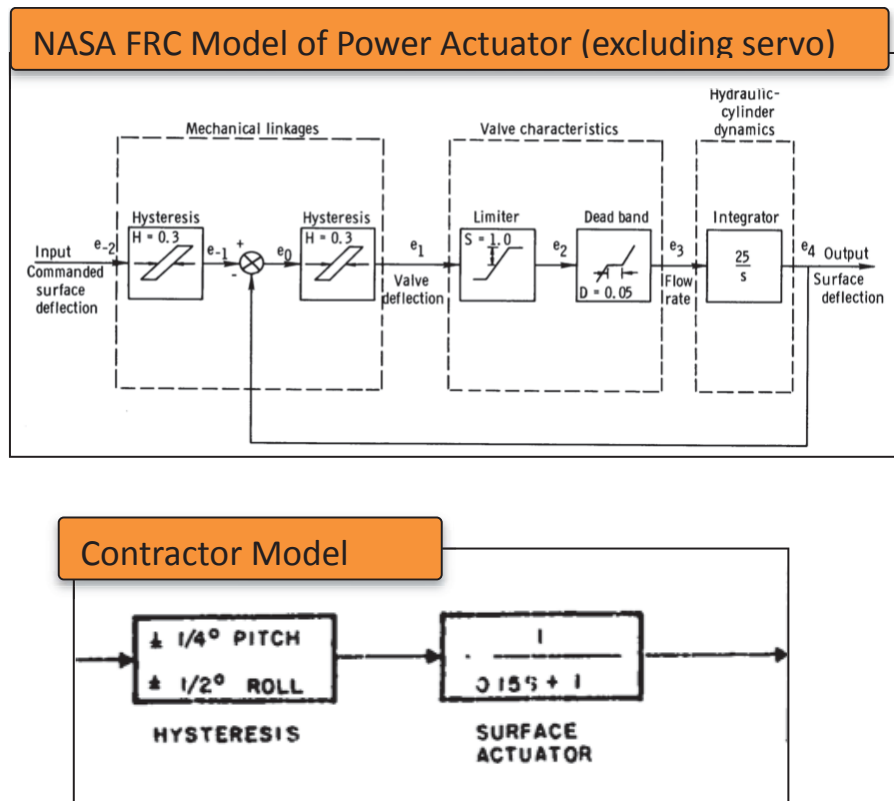 NASA FRC Model of Power Actuator (excluding servo)
Hydraulic-
cylinder
dynamics
Mechanical linkages
Valve characteristics
Hysteresis
H = 0.3
Hysteresis
H = 0.3
Limiter
S = 1.0
Dead band
D = 0.05
Integrator
25
s
Input
Commanded
surface
deflection
e-2
e-1
+
-
e0
e1
Valve
deflection
e2
e3
Flow
rate
e4
Output
Surface
deflection
Contractor Model
± 1/4° PITCH
± 1/2° ROLL
HYSTERESIS
1
.015S + 1
SURFACE
ACTUATOR